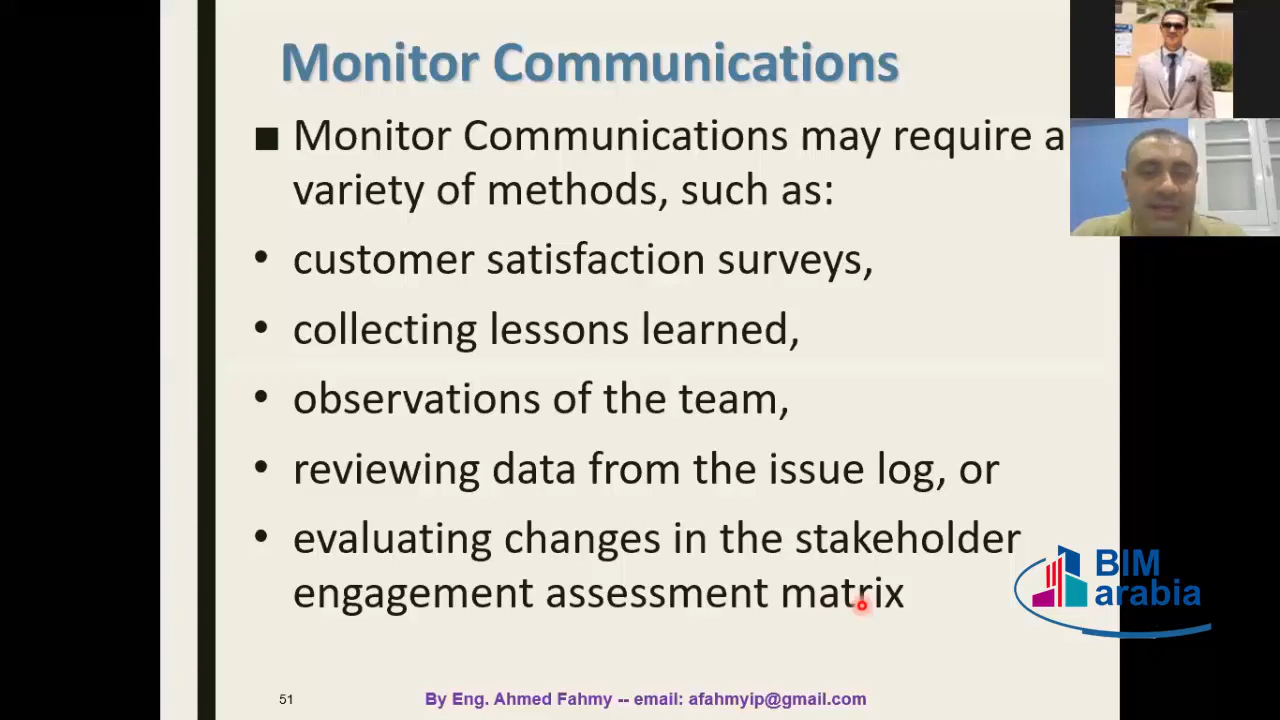 Monitor Communications
■ Monitor Communications may require a
variety of methods, such as:
• customer satisfaction surveys,
• collecting lessons learned,
• observations of the team,
• reviewing data from the issue log, or
• evaluating changes in the stakeholder
engagement assessment matrix
BIM
arabia
51
By Eng. Ahmed Fahmy -- email: afahmyip@gmail.com